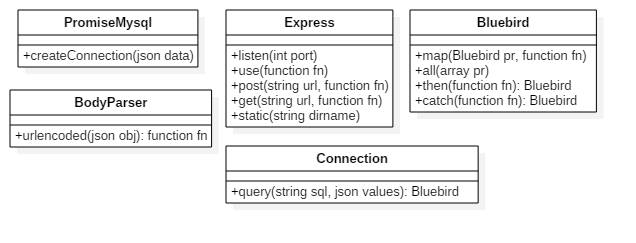 PromiseMysql
+createConnection(json data)
BodyParser
+urlencoded(json obj): function fn
Express
+listen(int port)
+use(function fn)
+post(string url, function fn)
+get(string url, function fn)
+static(string dirname)
Bluebird
+map(Bluebird pr, function fn)
+all(array pr)
+then(function fn): Bluebird
+catch(function fn): Bluebird
Connection
+query(string sql, json values): Bluebird